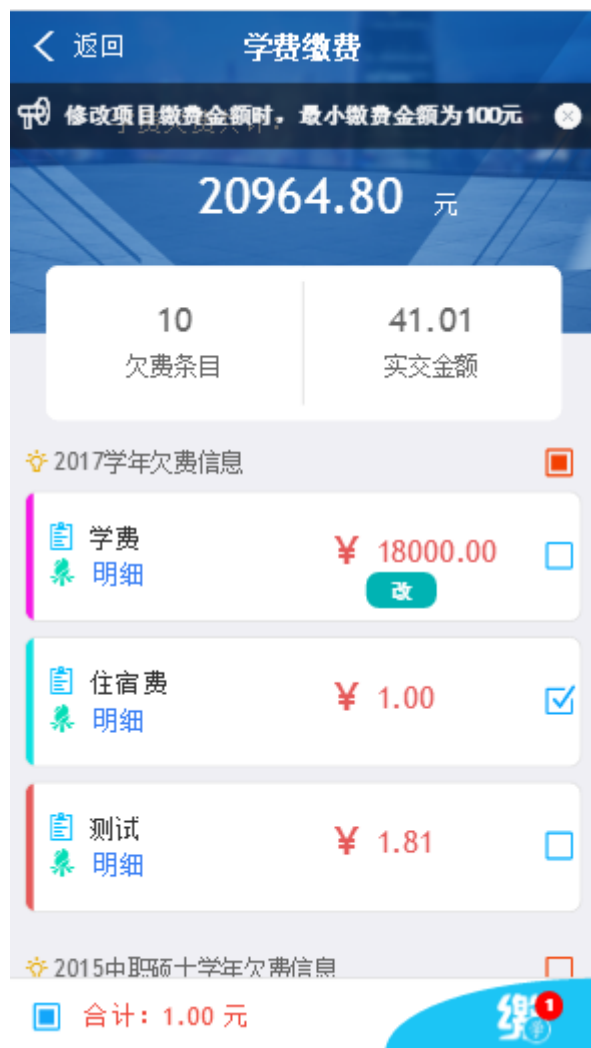 返回 学费缴费
修改项目缴费金额时，最小缴费金额为100元
20964.80 元
10 41.01
欠费条目 实交金额
2017学年欠费信息
学费 ¥ 18000.00
明细 改
住宿费 ¥ 1.00
明细
测试 ¥ 1.81
明细
2015中职硕士学年欠费信息
合计：1.00 元 缴 1